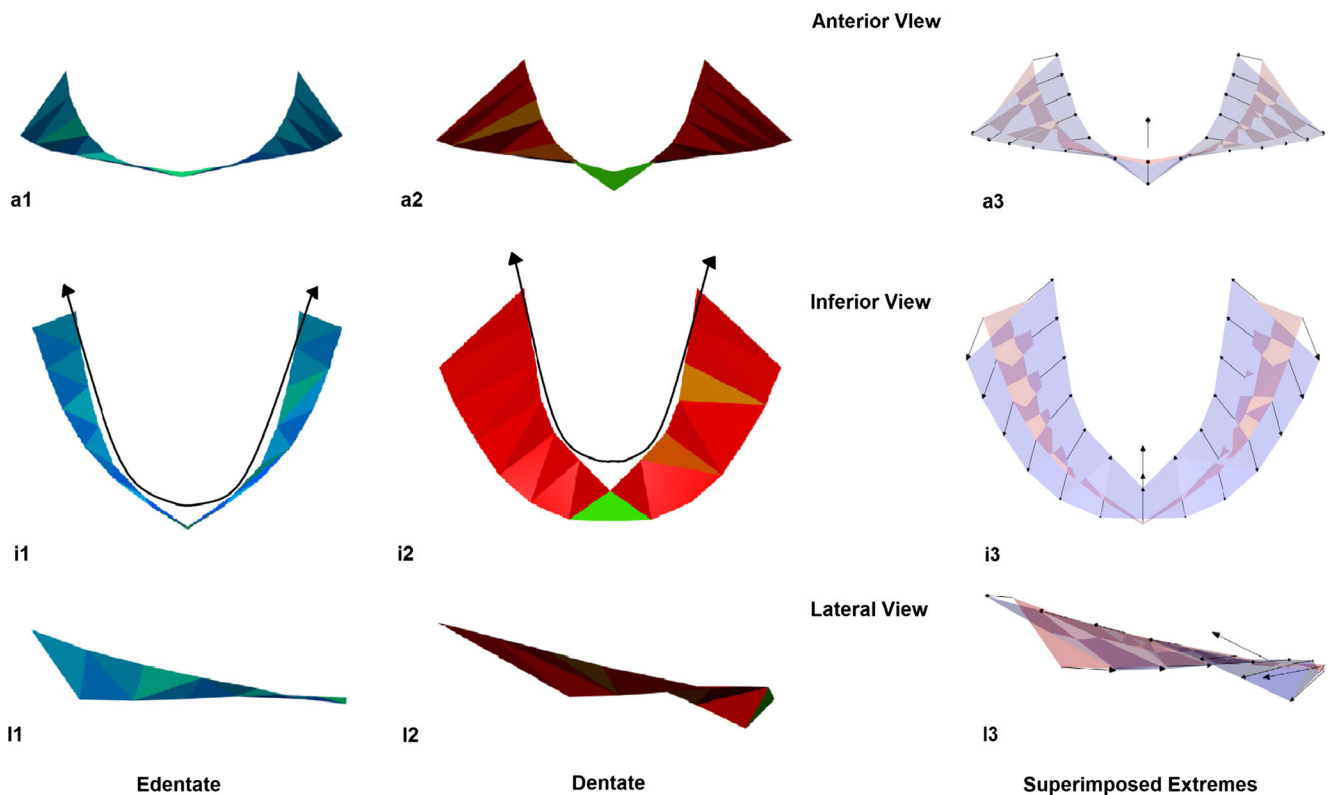 Anterior VIew
a1
a2
a3
Inferior View
i1
i2
i3
Lateral View
l1
l2
l3
Edentate
Dentate
Superimposed Extremes